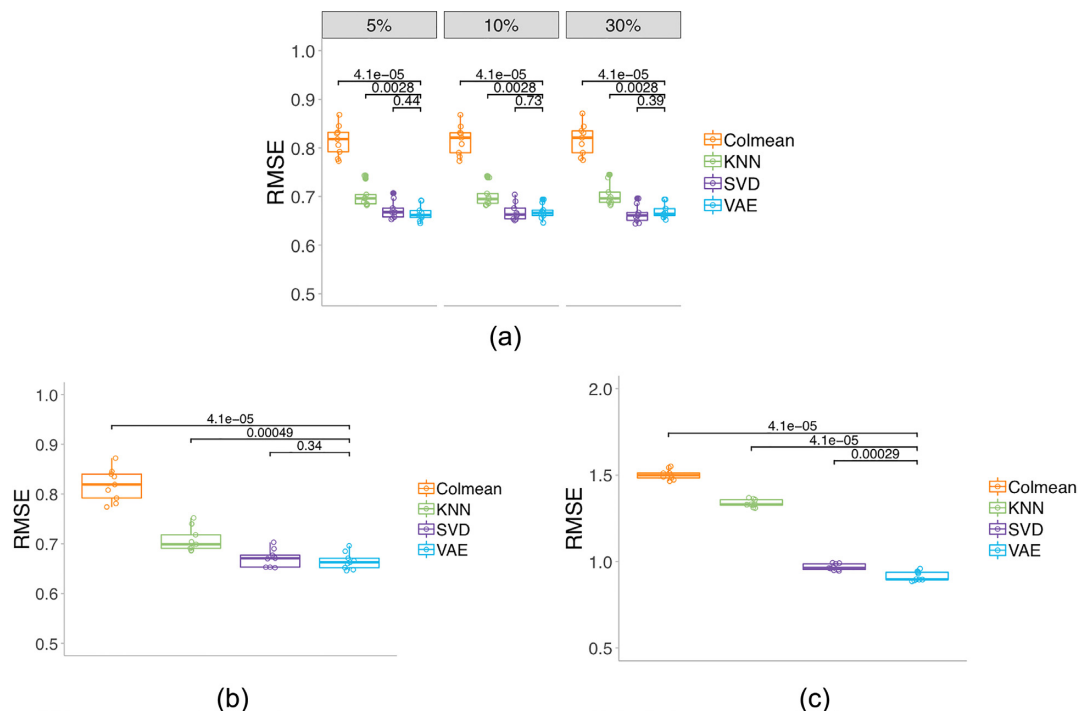 5% 10% 30%
1.0
4.1e−05 4.1e−05 4.1e−05
0.0028 0.0028 0.0028
0.9
0.44 0.73 0.39
0.8
RMSE
0.7
0.6
0.5
Colmean
KNN
SVD
VAE
(a)
1.0
4.1e−05
0.9
0.00049
0.34
0.8
RMSE
0.7
0.6
0.5
Colmean
KNN
SVD
VAE
(b)
2.0
4.1e−05
4.1e−05
0.00029
1.5
RMSE
1.0
0.5
Colmean
KNN
SVD
VAE
(c)